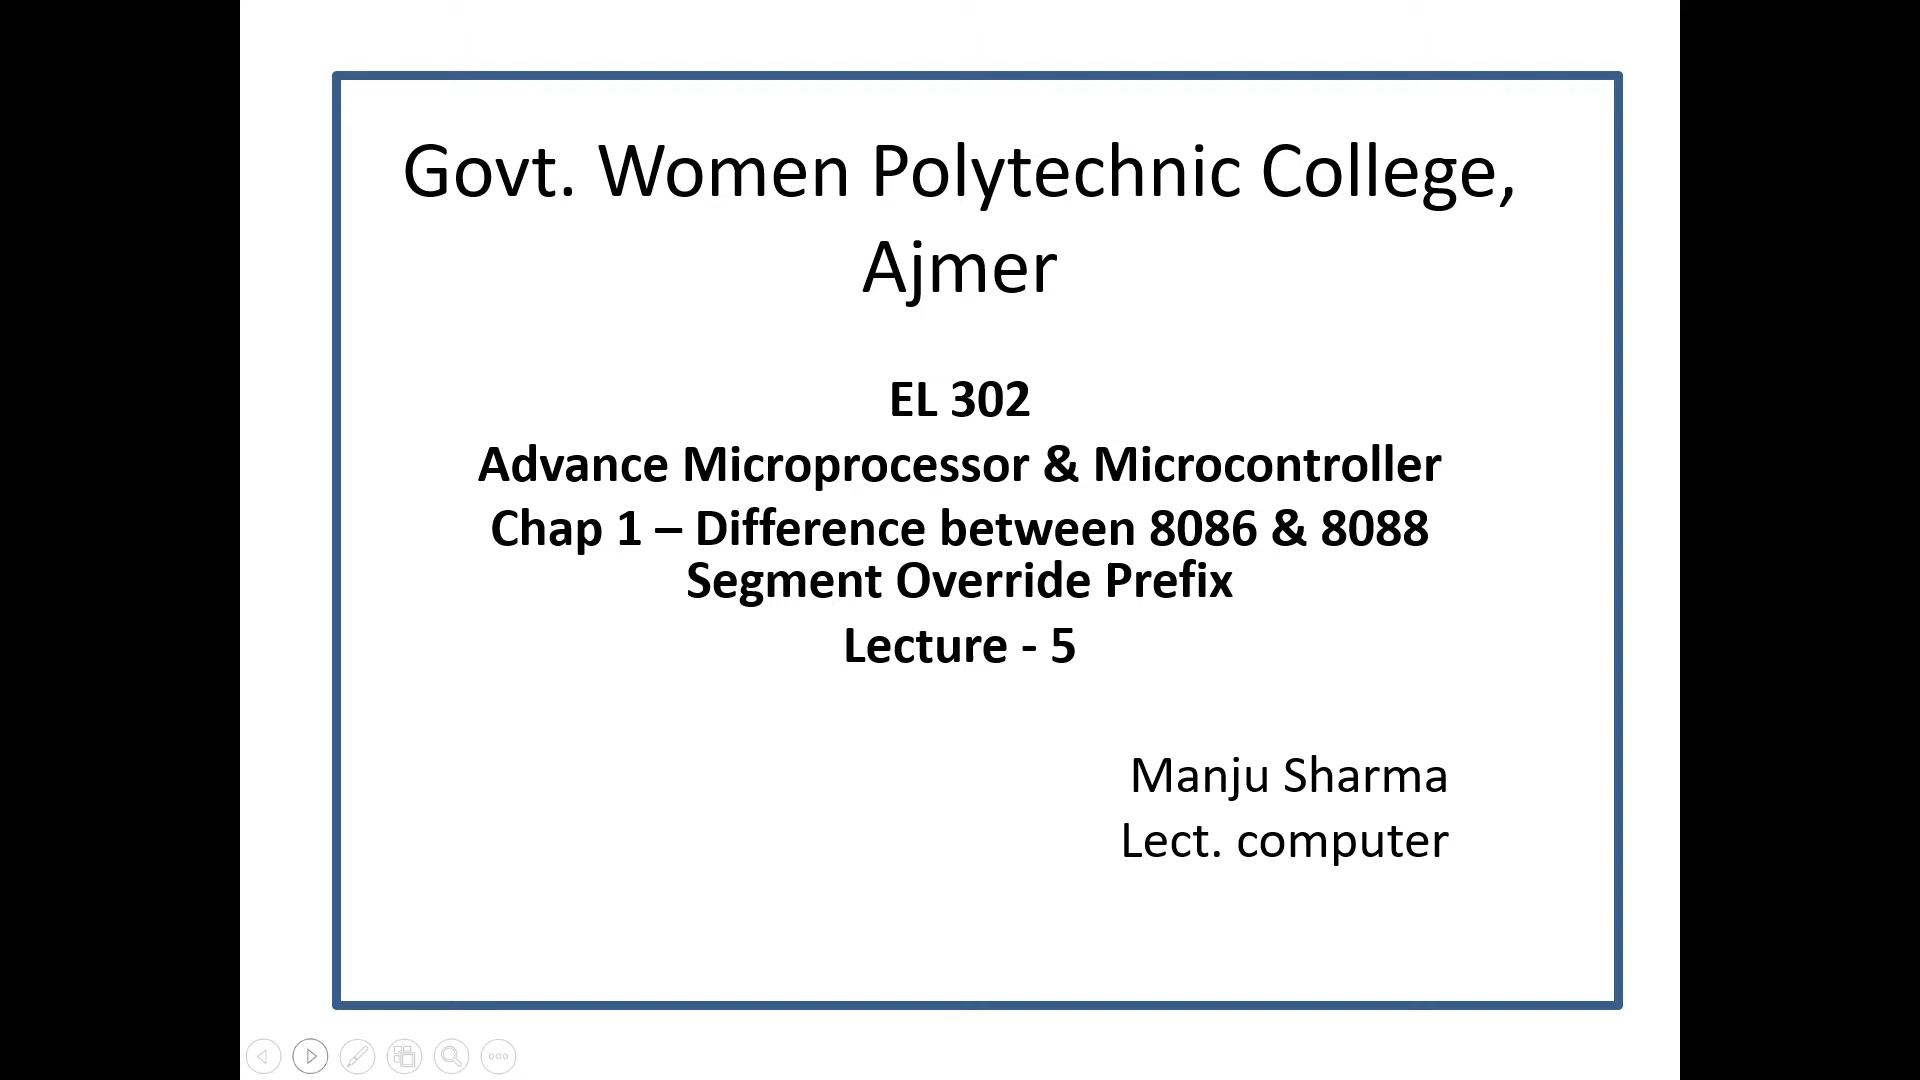 Govt. Women Polytechnic College,
Ajmer
EL 302
Advance Microprocessor & Microcontroller
Chap 1 – Difference between 8086 & 8088
Segment Override Prefix
Lecture - 5
Manju Sharma
Lect. computer